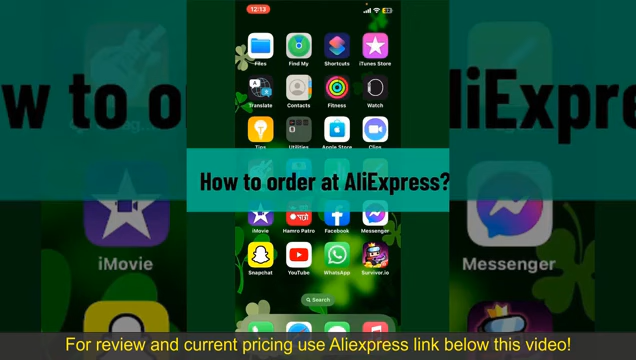 12:13
Files Find My Shortcuts iTunes Store
Translate Contacts Fitness Watch
Tips Utilities Apple Store Clips
w to o
How to order at AliExpress?
liExpre
iMovie Hamro Patro Facebook Messenger
iMovie
Messenger
Snapchat YouTube WhatsApp Survivor.io
Search
For review and current pricing use Aliexpress link below this video!